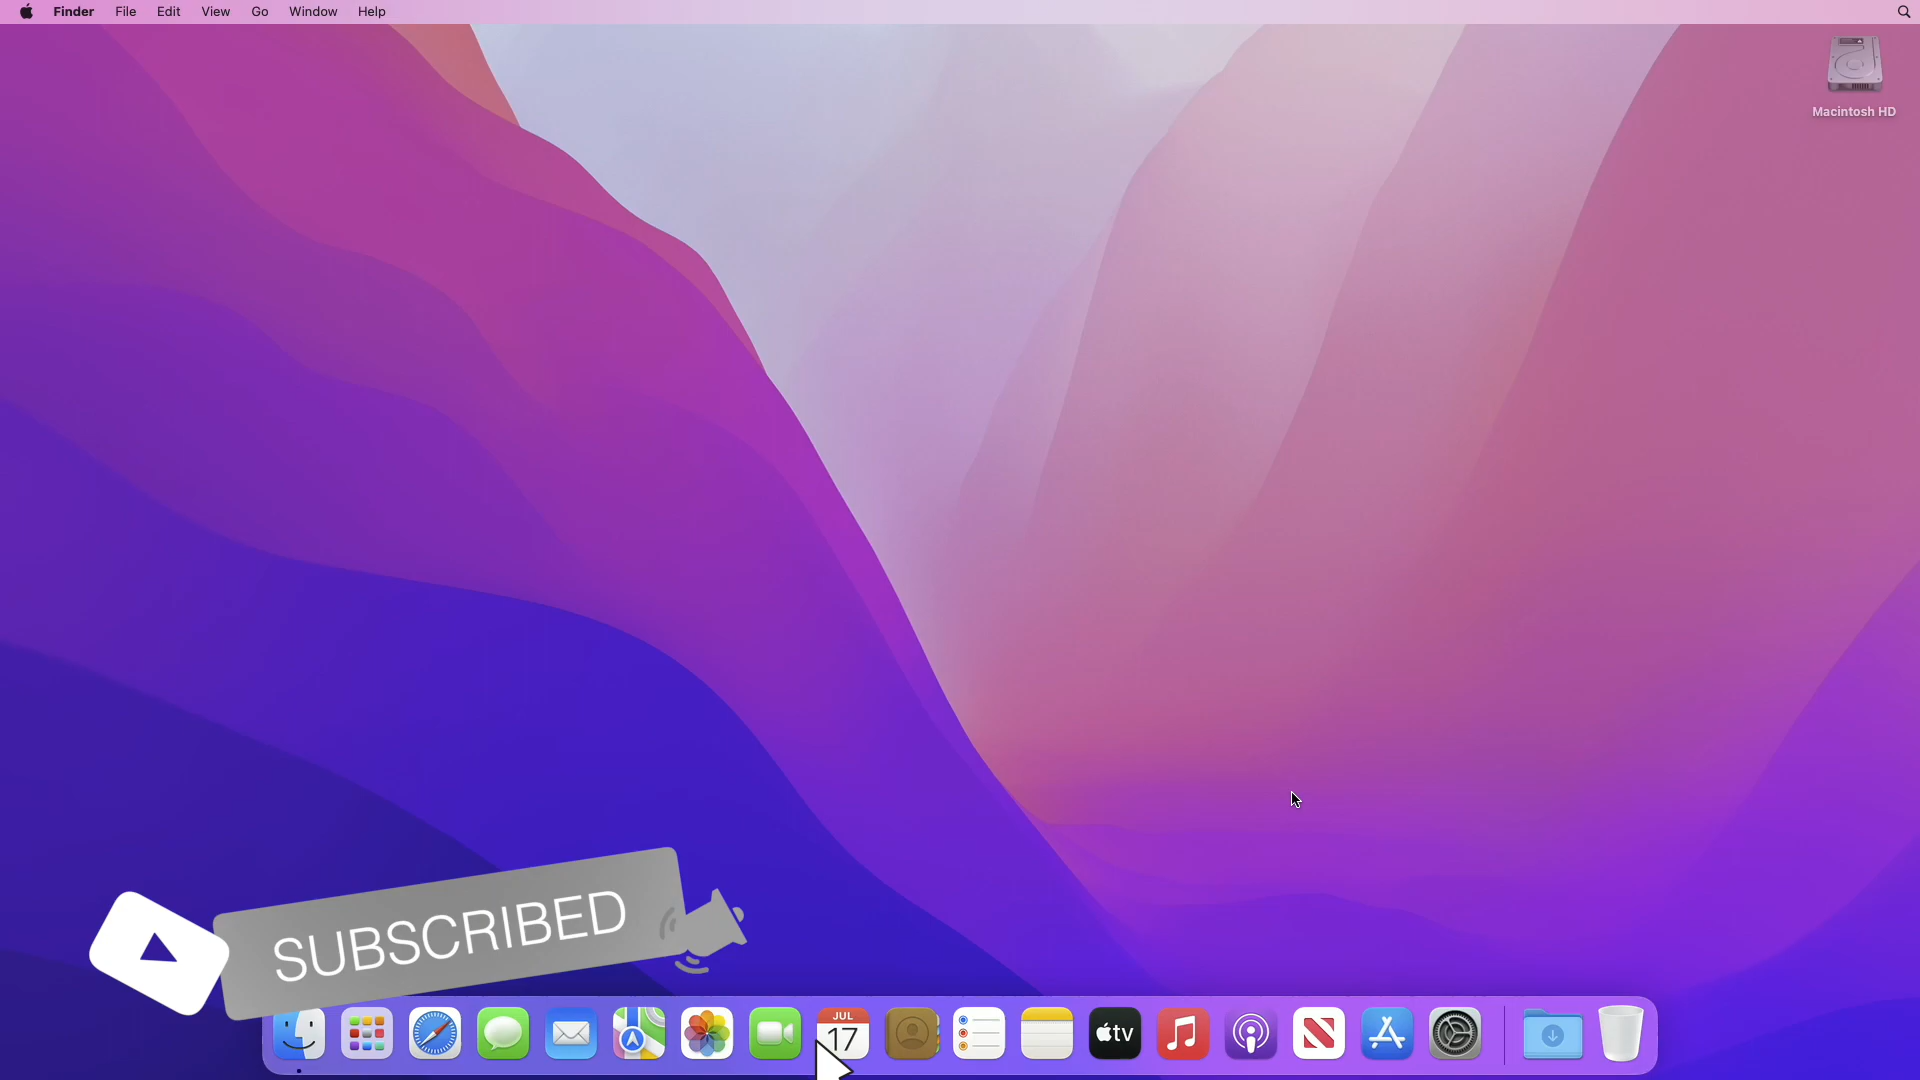 Finder File Edit View Go Window Help
Macintosh HD
SUBSCRIBED
JUL
17
tv